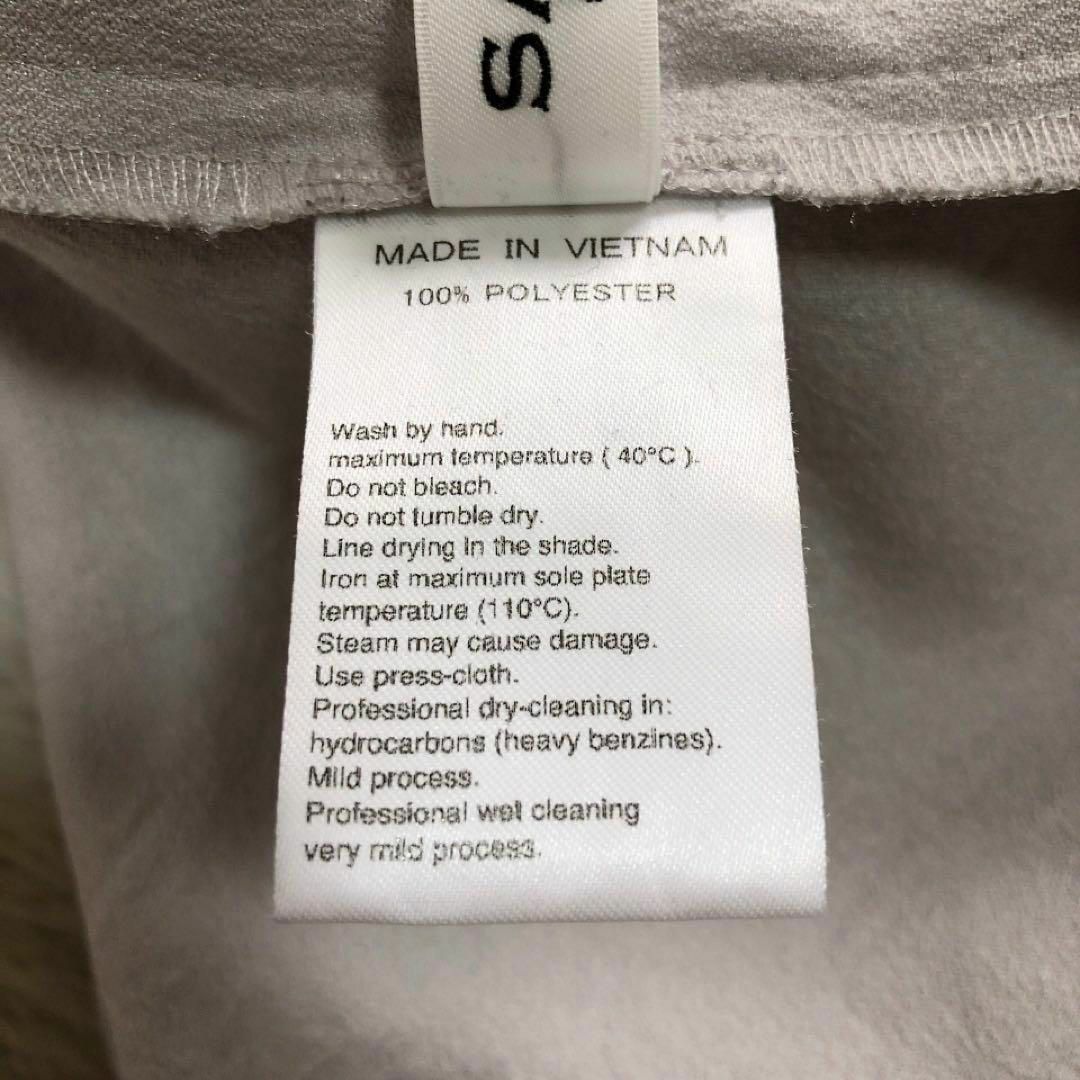 MADE IN VIETNAM
100% POLYESTER
Wash by hand.
maximum temperature ( 40°C ).
Do not bleach.
Do not tumble dry.
Line drying in the shade.
Iron at maximum sole plate
temperature (110°C).
Steam may cause damage.
Use press-cloth.
Professional dry-cleaning in:
hydrocarbons (heavy benzines).
Mild process.
Professional wet cleaning
very mild process.